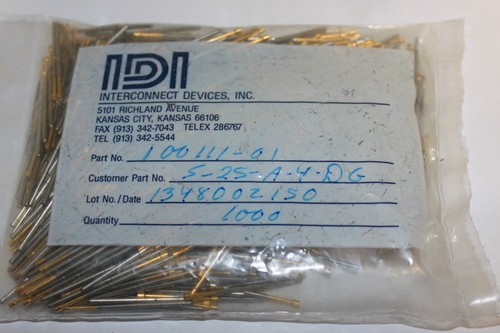 IDI
INTERCONNECT DEVICES, INC.
5101 RICHLAND AVENUE
KANSAS CITY, KANSAS 66106
FAX (913) 342-7043 TELEX 286767
TEL (913) 342-5544
Part No. 100111-01
Customer Part No. S-25-A-4-DG
Lot No./Date 1348002150
Quantity 1000